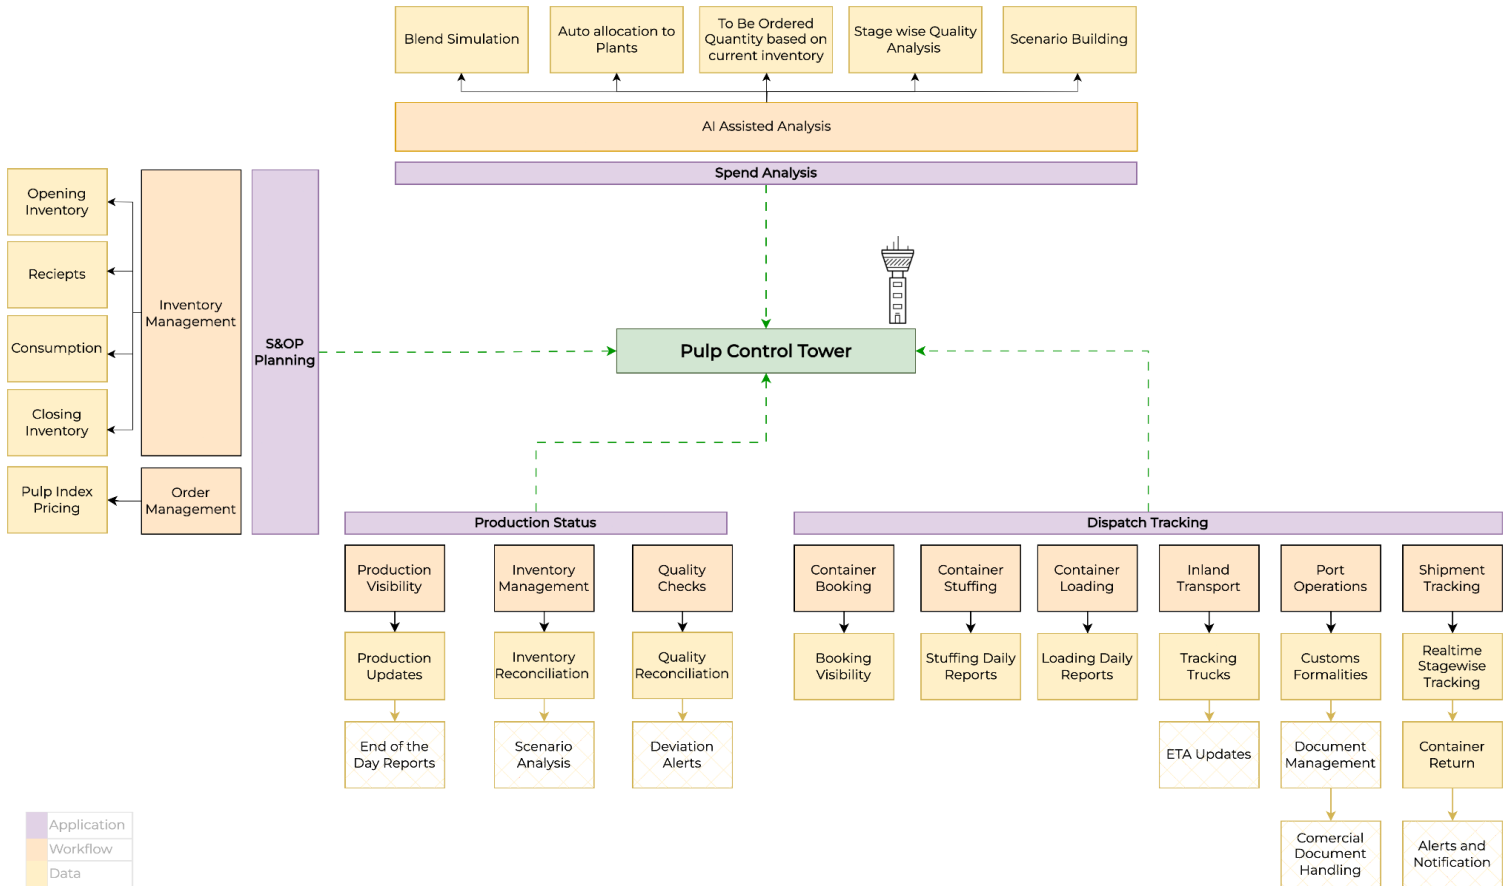 Blend Simulation
Auto allocation to
Plants
To Be Ordered
Quantity based on
current inventory
Stage wise Quality
Analysis
Scenario Building
AI Assisted Analysis
Spend Analysis
Opening
Inventory
Reciepts
Consumption
Closing
Inventory
Pulp Index
Pricing
Inventory
Management
Order
Management
S&OP
Planning
Pulp Control Tower
Production Status
Production
Visibility
Inventory
Management
Quality
Checks
Production
Updates
Inventory
Reconciliation
Quality
Reconciliation
End of the
Day Reports
Scenario
Analysis
Deviation
Alerts
Dispatch Tracking
Container
Booking
Container
Stuffing
Container
Loading
Inland
Transport
Port
Operations
Shipment
Tracking
Booking
Visibility
Stuffing Daily
Reports
Loading Daily
Reports
Tracking
Trucks
Customs
Formalities
Realtime
Stagewise
Tracking
ETA Updates
Document
Management
Container
Return
Comercial
Document
Handling
Alerts and
Notification
Application
Workflow
Data